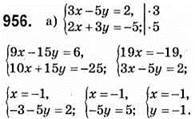 956. а) {3x-5y=2, |·3
{2x+3y=-5; |·5
{9x-15y=6, {19x=-19,
{10x+15y=-25; {3x-5y=2;
{x=-1, {x=-1, {x=-1,
{-3-5y=2; {-5y=5; {y=-1.